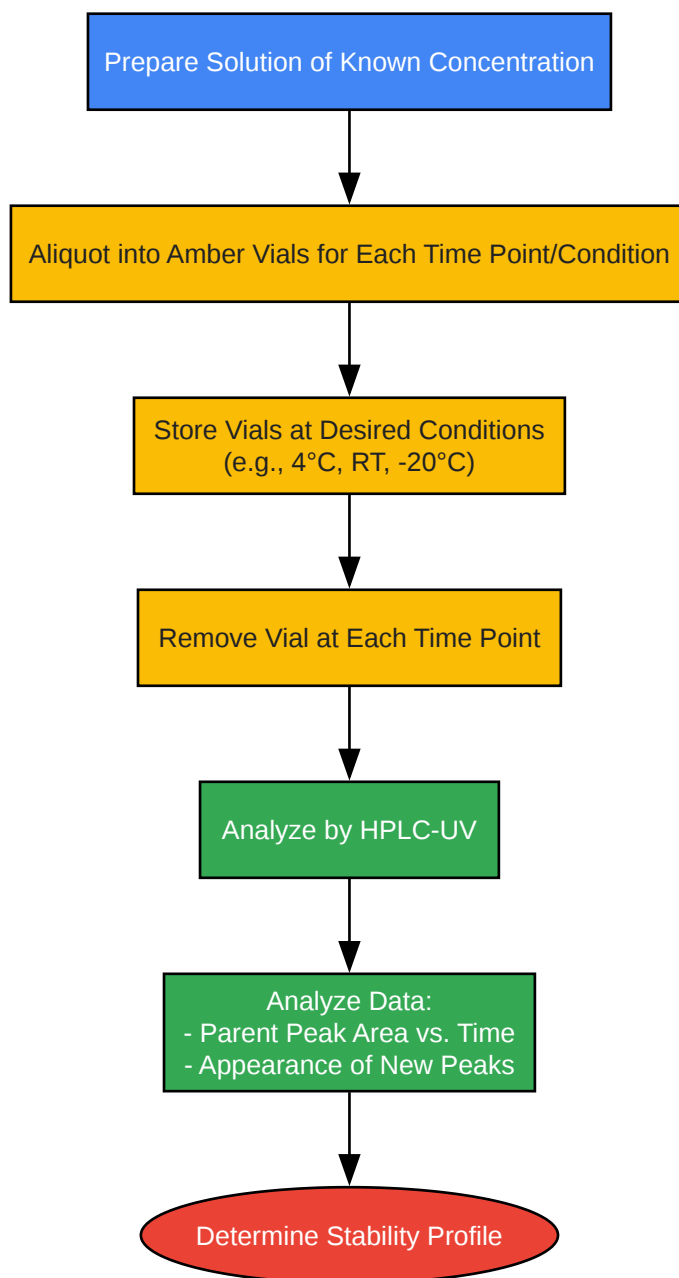 Prepare Solution of Known Concentration
Aliquot into Amber Vials for Each Time Point/Condition
Store Vials at Desired Conditions
(e.g., 4°C, RT, -20°C)
Remove Vial at Each Time Point
Analyze by HPLC-UV
Analyze Data:
- Parent Peak Area vs. Time
- Appearance of New Peaks
Determine Stability Profile